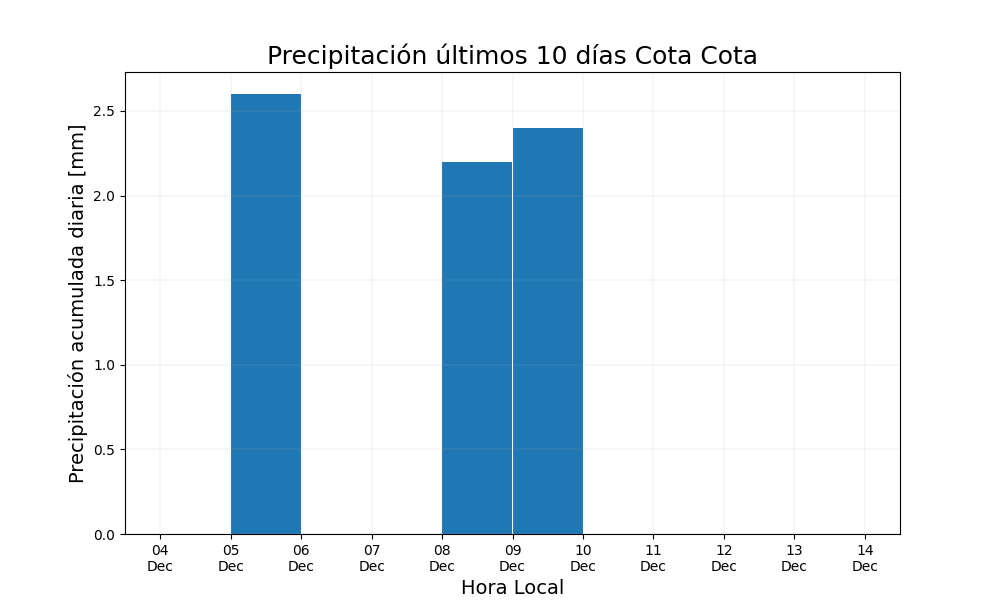 Precipitación últimos 10 días Cota Cota
Precipitación acumulada diaria [mm]
2.5
2.0
1.5
1.0
0.5
0.0
04 05 06 07 08 09 10 11 12 13 14
Dec Dec Dec Dec Dec Dec Dec Dec Dec Dec Dec
Hora Local